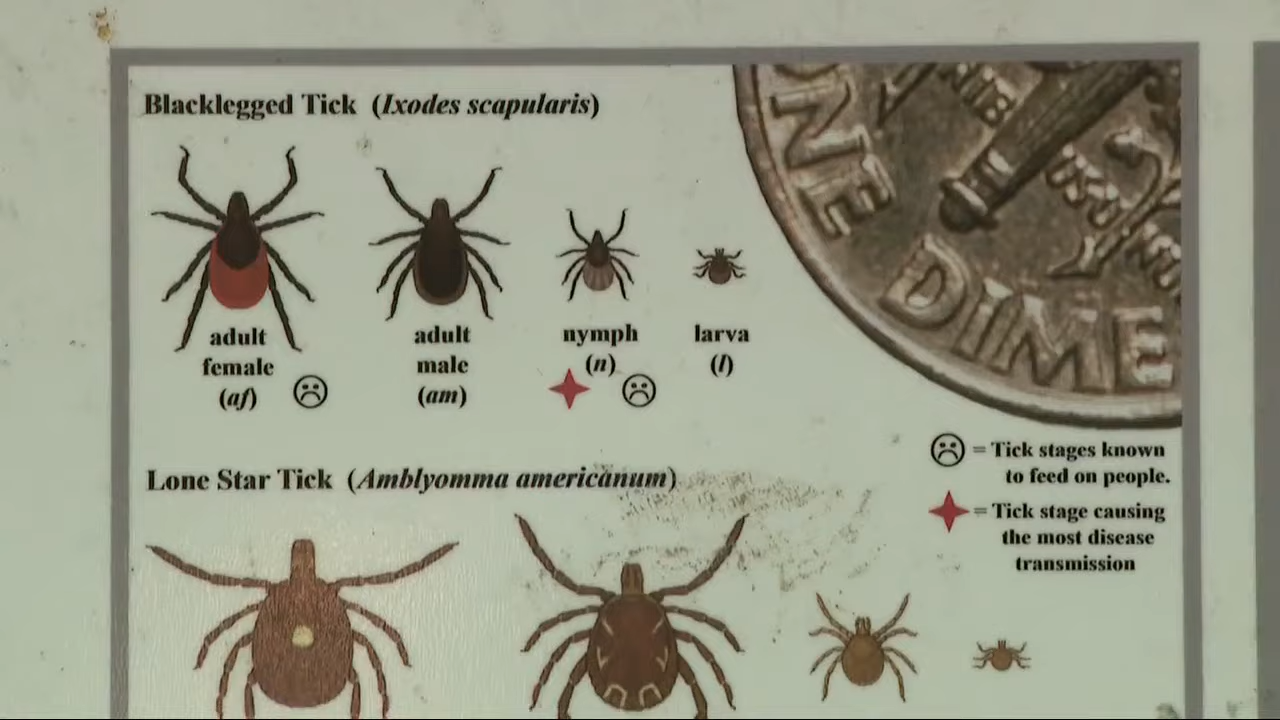 Blacklegged Tick (Ixodes scapularis)
adult
female
(af)
adult
male
(am)
nymph
(n)
larva
(l)
ONE
DIME
= Tick stages known
to feed on people.
= Tick stage causing
the most disease
transmission
Lone Star Tick (Amblyomma americanum)